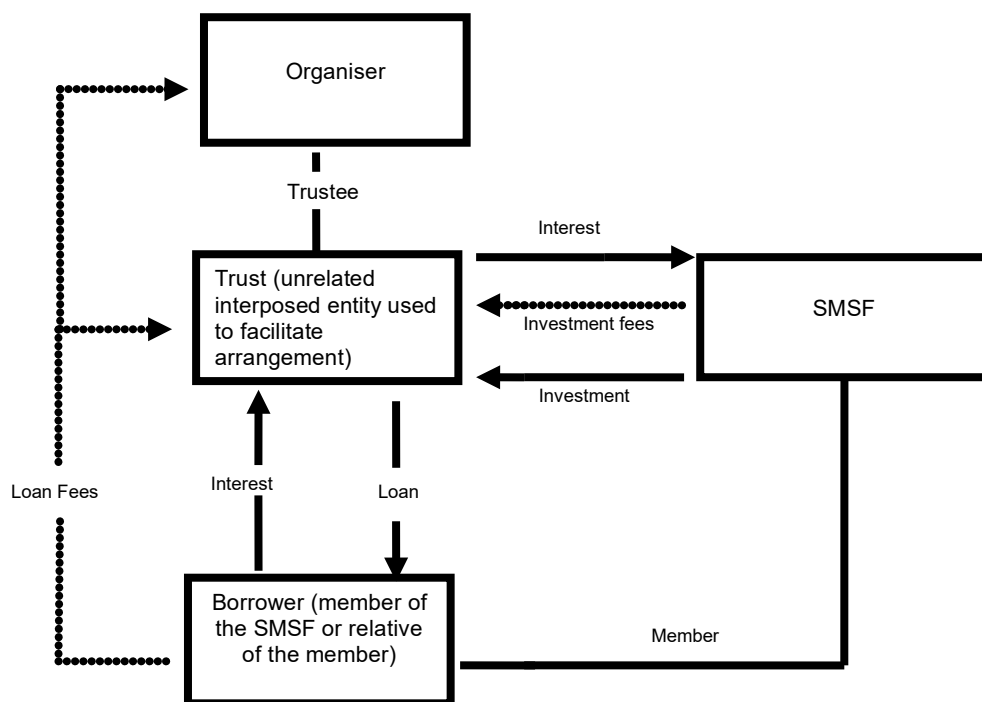 Organiser
Trustee
Interest
Trust (unrelated
interposed entity used
to facilitate
arrangement)
SMSF
Investment fees
Investment
Loan Fees
Interest
Loan
Borrower (member of
the SMSF or relative
of the member)
Member